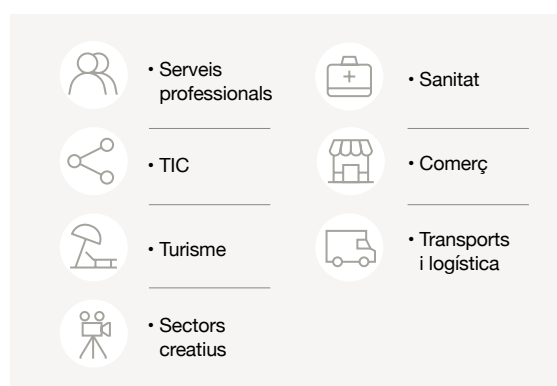 • Serveis
professionals
• TIC
• Turisme
• Sectors
creatius
• Sanitat
• Comerç
• Transports
i logística